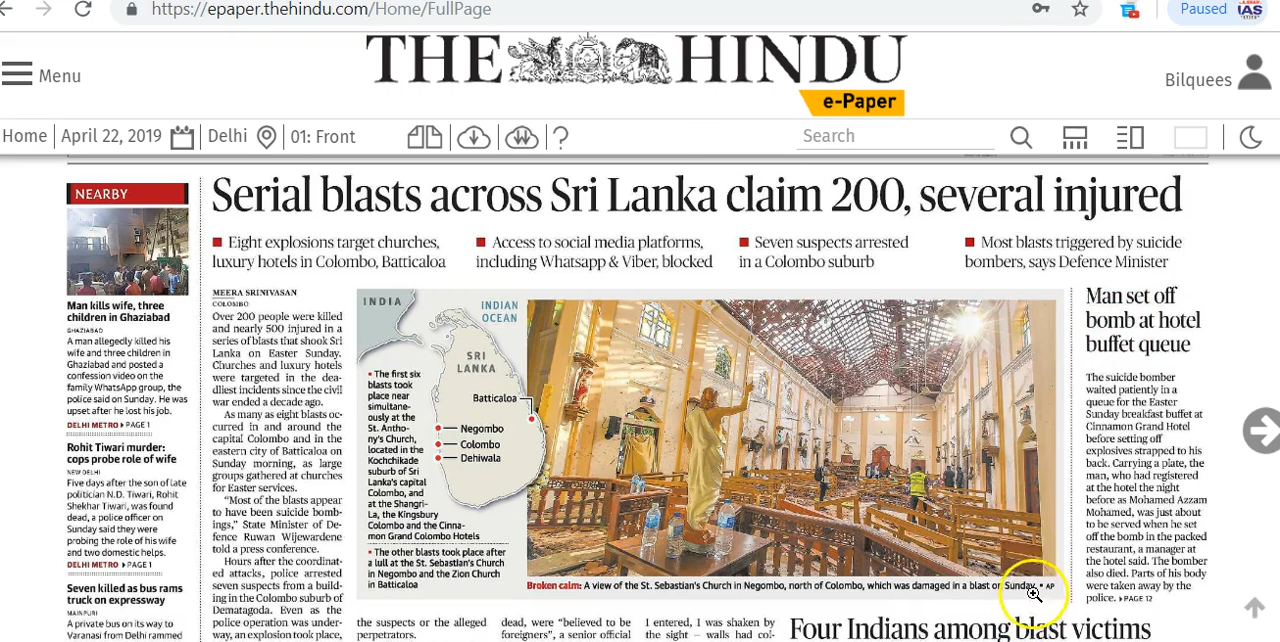 https://epaper.thehindu.com/Home/FullPage
Paused
IAS
THE HINDU
e-Paper
Menu
Bilquees
Home
April 22, 2019
Delhi
01: Front
?
Search
NEARBY
Man kills wife, three
children in Ghaziabad
GHAZIABAD
A man allegedly killed his
wife and three children in
Ghaziabad and posted a
confession video on the
family WhatsApp group, the
police said on Sunday. He was
upset after he lost his job.
DELHI METRO PAGE 1
Rohit Tiwari murder:
cops probe role of wife
NEW DELHI
Five days after the son of late
politician N.D. Tiwari, Rohit
Shekhar Tiwari, was found
dead, a police officer on
Sunday said they were
probing the role of his wife
and two domestic helps.
DELHI METRO PAGE 1
Seven killed as bus rams
truck on expressway
MAINPURI
A private bus on its way to
Varanasi from Delhi rammed
Serial blasts across Sri Lanka claim 200, several injured
Eight explosions target churches,
luxury hotels in Colombo, Batticaloa
Access to social media platforms,
including Whatsapp & Viber, blocked
Seven suspects arrested
in a Colombo suburb
Most blasts triggered by suicide
bombers, says Defence Minister
MEERA SRINIVASAN
COLOMBO
Over 200 people were killed
and nearly 500 injured in a
series of blasts that shook Sri
Lanka on Easter Sunday.
Churches and luxury hotels
were targeted in the dea-
dliest incidents since the civil
war ended a decade ago.
As many as eight blasts oc-
curred in and around the
capital Colombo and in the
eastern city of Batticaloa on
Sunday morning, as large
groups gathered at churches
for Easter services.
“Most of the blasts appear
to have been suicide bomb-
ings,” State Minister of De-
fence Ruwan Wijewardene
told a press conference.
Hours after the coordinat-
ed attacks, police arrested
seven suspects from a build-
ing in the Colombo suburb of
Dematagoda. Even as the
police operation was under-
way, an explosion took place,
INDIA
INDIAN
OCEAN
SRI
LANKA
Batticaloa
Negombo
Colombo
Dehiwala
• The first six
blasts took
place near
simultane-
ously at the
St. Antho-
ny's Church,
located in the
Kochchikade
suburb of Sri
Lanka's capital
Colombo, and
at the Shangri-
La, the Kingsbury
Colombo and the Cinna-
mon Grand Colombo Hotels
• The other blasts took place after
a lull at the St. Sebastian's Church
in Negombo and the Zion Church
in Batticaloa
Broken calm: A view of the St. Sebastian's Church in Negombo, north of Colombo, which was damaged in a blast on Sunday. • AP
the suspects or the alleged
perpetrators.
dead, were “believed to be
foreigners”, a senior official
I entered, I was shaken by
the sight – walls had col-
Four Indians among blast victims
Man set off
bomb at hotel
buffet queue
The suicide bomber
waited patiently in a
queue for the Easter
Sunday breakfast buffet at
Cinnamon Grand Hotel
before setting off
explosives strapped to his
back. Carrying a plate, the
man, who had registered
at the hotel the night
before as Mohamed Azzam
Mohamed, was just about
to be served when he set
off the bomb in the packed
restaurant, a manager at
the hotel said. The bomber
also died. Parts of his body
were taken away by the
police. PAGE 12